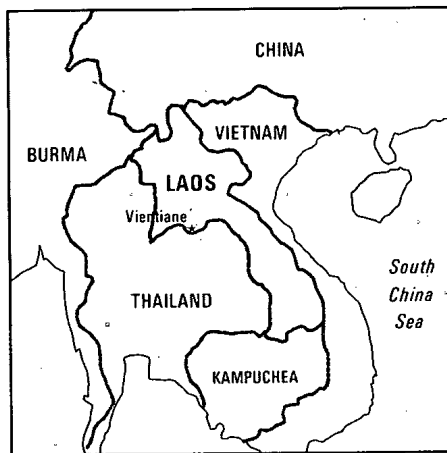 CHINA
VIETNAM
BURMA
LAOS
Vientiane
THAILAND
South
China
Sea
KAMPUCHEA